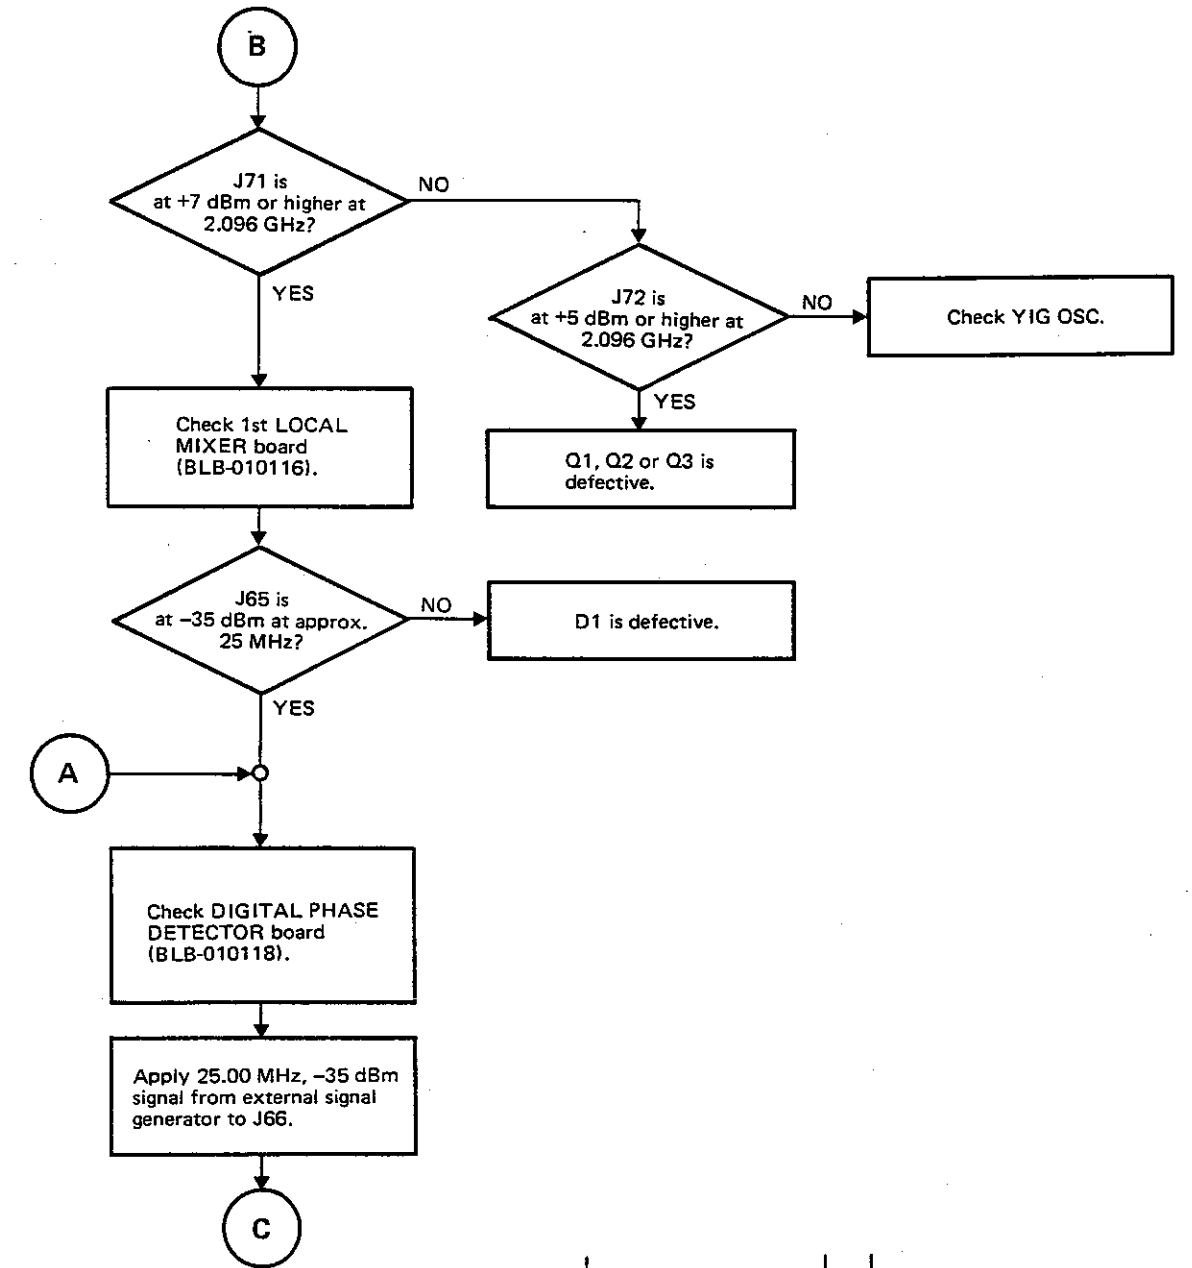 B
J71 is
at +7 dBm or higher at
2.096 GHz?
NO
YES
J72 is
at +5 dBm or higher at
2.096 GHz?
NO
Check YIG OSC.
YES
Check 1st LOCAL
MIXER board
(BLB-010116).
Q1, Q2 or Q3 is
defective.
J65 is
at –35 dBm at approx.
25 MHz?
NO
D1 is defective.
YES
A
Check DIGITAL PHASE
DETECTOR board
(BLB-010118).
Apply 25.00 MHz, –35 dBm
signal from external signal
generator to J66.
C